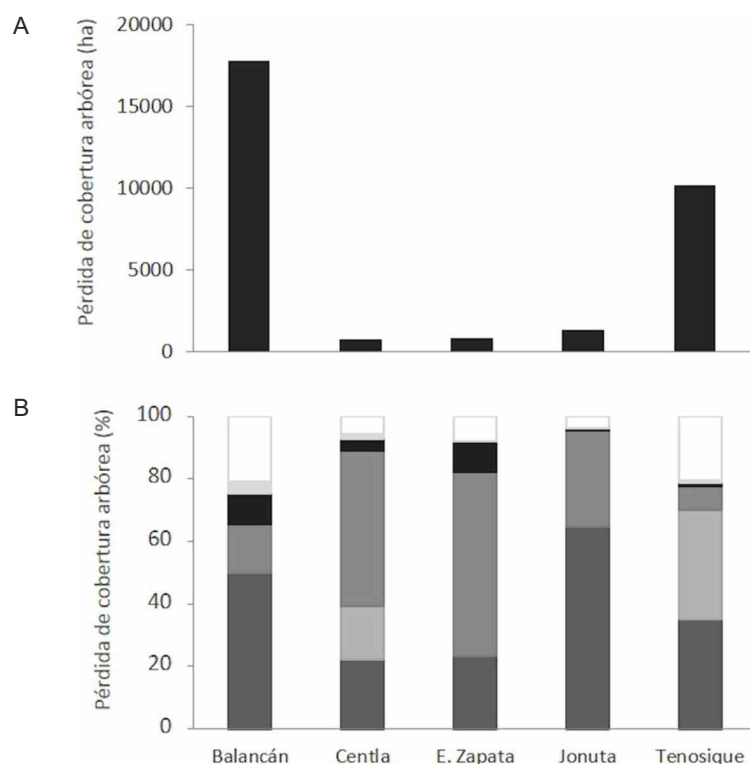 A
Pérdida de cobertura arbórea (ha)
20000
15000
10000
5000
0
B
Pérdida de cobertura arbórea (%)
100
80
60
40
20
0
Balancán Centla E. Zapata Jonuta Tenosique